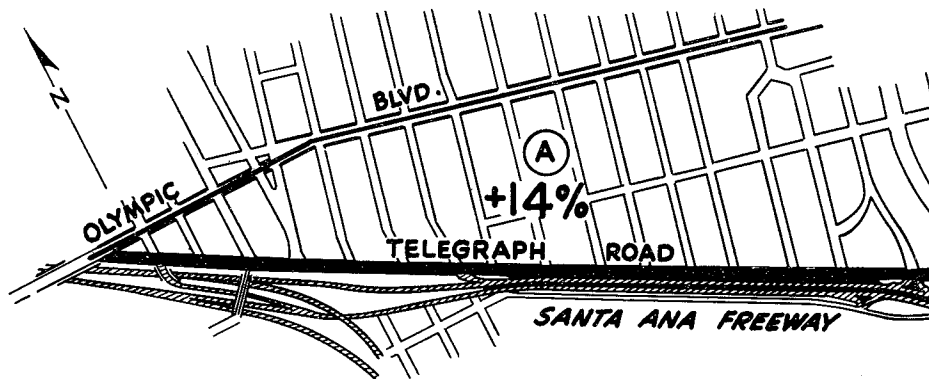 N
OLYMPIC BLVD.
A
+14%
TELEGRAPH ROAD
SANTA ANA FREEWAY